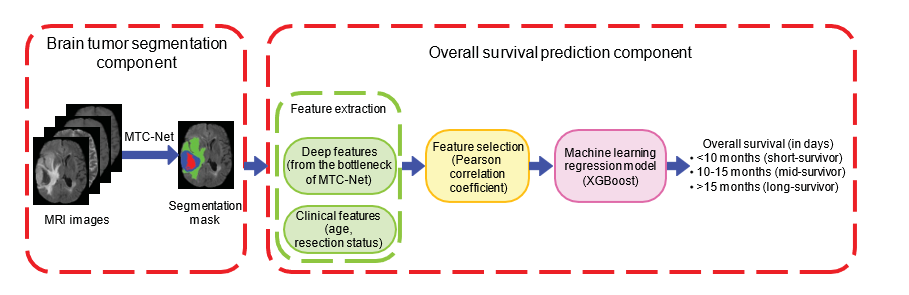 Brain tumor segmentation
component
MTC-Net
MRI images
Segmentation
mask
Overall survival prediction component
Feature extraction
Deep features
(from the bottleneck
of MTC-Net)
Clinical features
(age,
resection status)
Feature selection
(Pearson
correlation
coefficient)
Machine learning
regression model
(XGBoost)
Overall survival (in days)
• <10 months (short-survivor)
• 10-15 months (mid-survivor)
• >15 months (long-survivor)